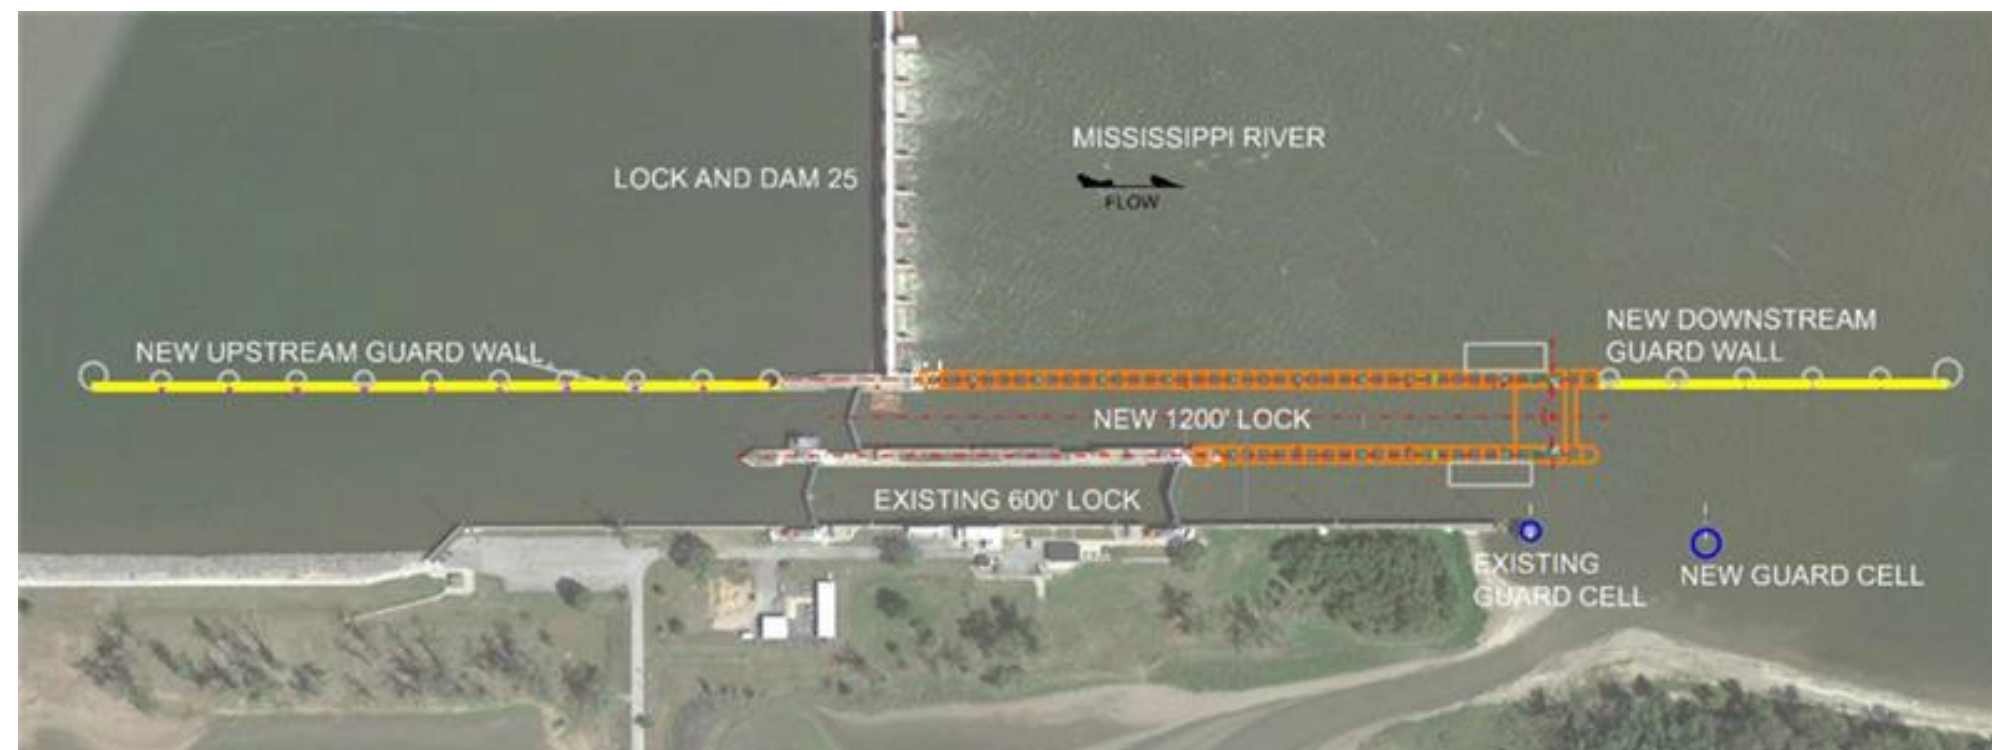 MISSISSIPPI RIVER
LOCK AND DAM 25
FLOW
NEW DOWNSTREAM
GUARD WALL
NEW UPSTREAM GUARD WALL
NEW 1200' LOCK
EXISTING 600' LOCK
EXISTING
GUARD CELL
NEW GUARD CELL